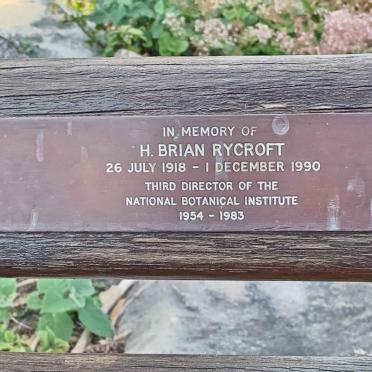 IN MEMORY OF
H. BRIAN RYCROFT
26 JULY 1918 - 1 DECEMBER 1990
THIRD DIRECTOR OF THE
NATIONAL BOTANICAL INSTITUTE
1954 - 1983